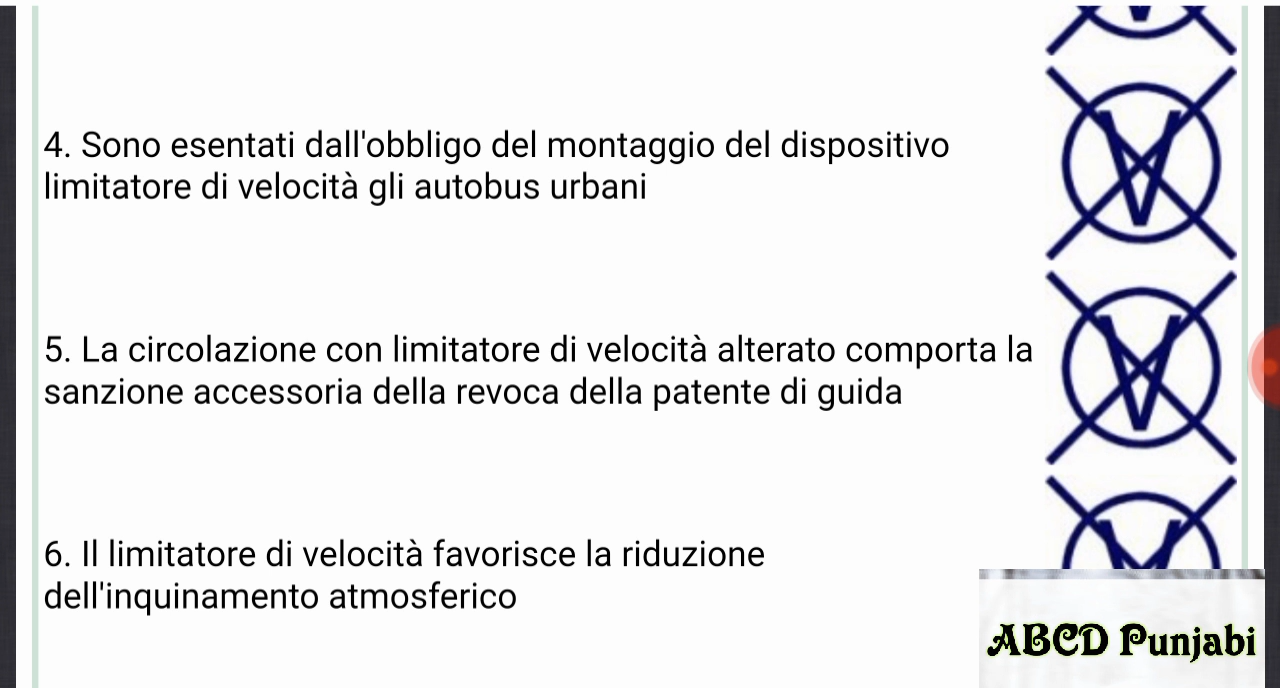 4. Sono esentati dall'obbligo del montaggio del dispositivo
limitatore di velocità gli autobus urbani
5. La circolazione con limitatore di velocità alterato comporta la
sanzione accessoria della revoca della patente di guida
6. Il limitatore di velocità favorisce la riduzione
dell'inquinamento atmosferico
ABCD Punjabi